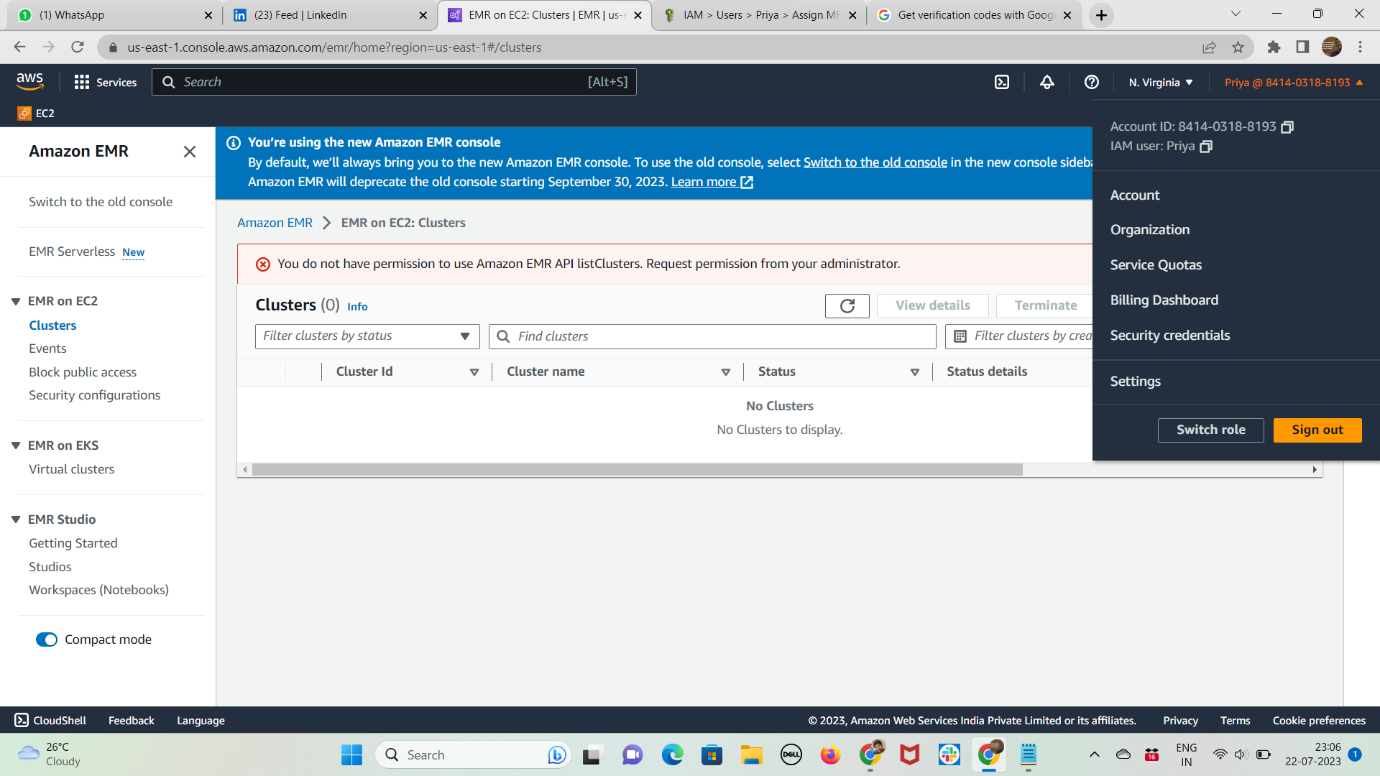 (1) WhatsApp
(23) Feed | LinkedIn
EMR on EC2: Clusters | EMR | us-e
IAM > Users > Priya > Assign MF
Get verification codes with Googl
us-east-1.console.aws.amazon.com/emr/home?region=us-east-1#/clusters
aws
Services
Search
[Alt+S]
N. Virginia
Priya @ 8414-0318-8193
EC2
Amazon EMR
Switch to the old console
EMR Serverless New
EMR on EC2
Clusters
Events
Block public access
Security configurations
EMR on EKS
Virtual clusters
EMR Studio
Getting Started
Studios
Workspaces (Notebooks)
Compact mode
You're using the new Amazon EMR console
By default, we'll always bring you to the new Amazon EMR console. To use the old console, select Switch to the old console in the new console sideba
Amazon EMR will deprecate the old console starting September 30, 2023. Learn more
Amazon EMR
EMR on EC2: Clusters
You do not have permission to use Amazon EMR API listClusters. Request permission from your administrator.
Clusters (0) Info
View details
Terminate
Filter clusters by status
Find clusters
Filter clusters by crea
Cluster Id
Cluster name
Status
Status details
No Clusters
No Clusters to display.
Account ID: 8414-0318-8193
IAM user: Priya
Account
Organization
Service Quotas
Billing Dashboard
Security credentials
Settings
Switch role
Sign out
CloudShell
Feedback
Language
© 2023, Amazon Web Services India Private Limited or its affiliates.
Privacy
Terms
Cookie preferences
26°C
Cloudy
Search
DELL
ENG
IN
23:06
22-07-2023
1